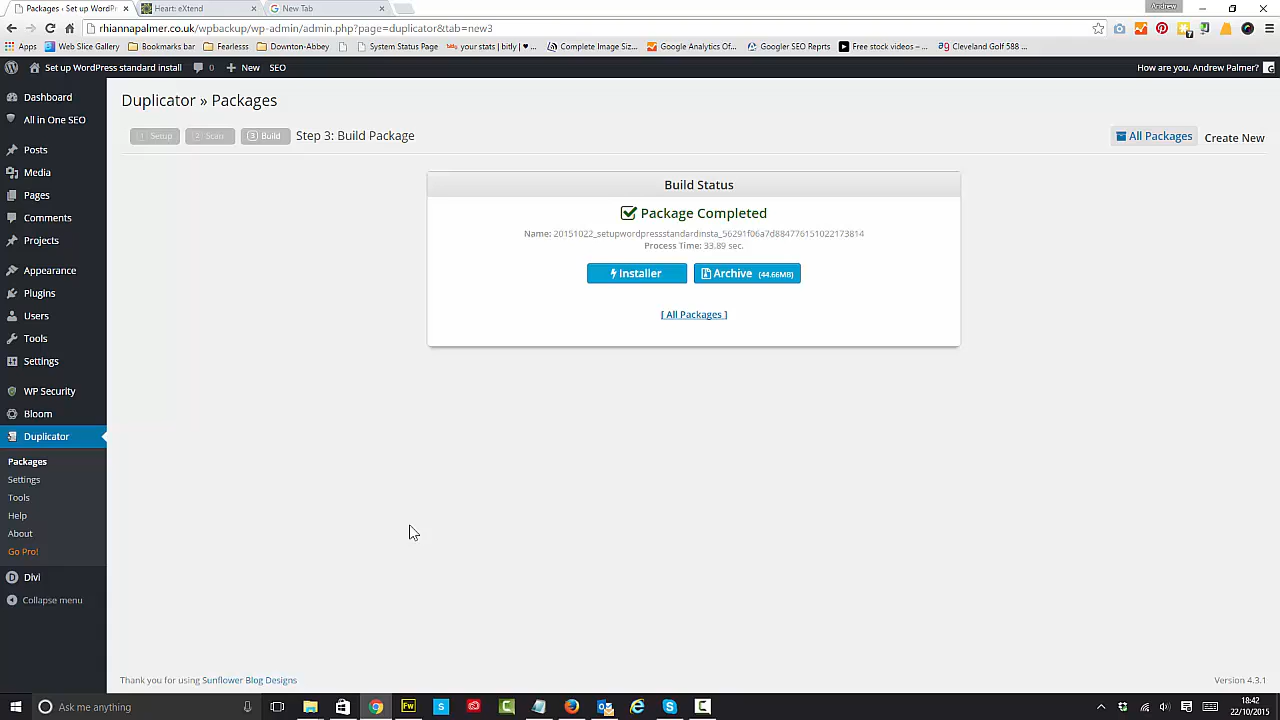 Packages ‹ Set up WordPr
Heart: eXtend
New Tab
Andrew
rhiannapalmer.co.uk/wpbackup/wp-admin/admin.php?page=duplicator&tab=new3
Apps
Web Slice Gallery
Bookmarks bar
Fearless
Downton-Abbey
System Status Page
your stats | bitly | ♥ ...
Complete Image Siz...
Google Analytics Of...
Googler SEO Reprts
Free stock videos – ...
Cleveland Golf 588 ...
Set up WordPress standard install
0
New
SEO
How are you, Andrew Palmer?
Dashboard
All in One SEO
Posts
Media
Pages
Comments
Projects
Appearance
Plugins
Users
Tools
Settings
WP Security
Bloom
Duplicator
Packages
Settings
Tools
Help
About
Go Pro!
Divi
Collapse menu
Duplicator » Packages
1 Setup
2 Scan
3 Build
Step 3: Build Package
All Packages
Create New
Build Status
Package Completed
Name: 20151022_setupwordpressstandardinsta_56291f06a7d884776151022173814
Process Time: 33.89 sec.
Installer
Archive (44.66MB)
[ All Packages ]
Thank you for using Sunflower Blog Designs
Version 4.3.1
Ask me anything
18:42
22/10/2015